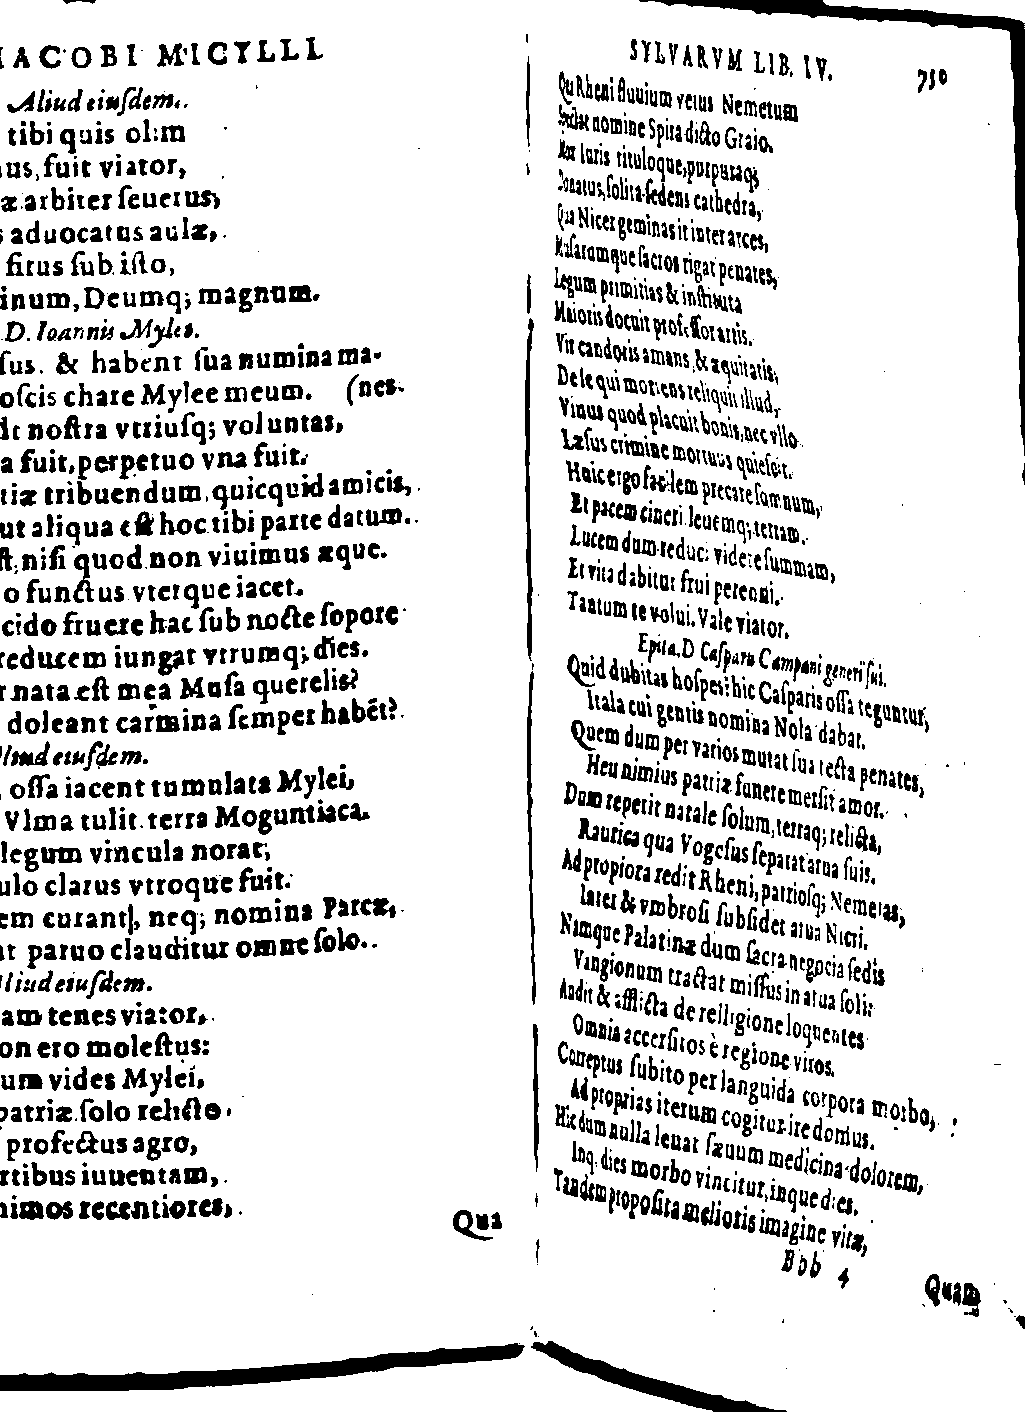 IACOBI MICYLLI
Aliud eiuſdem.
tibi quis olim
us, fuit viator,
æ arbiter ſeuerus,
s aduocatus aulæ,
ſitus ſub iſto,
inum, Deumq; magnum.
D. Ioannis Myles.
ſus. & habent ſua numina ma-
oſcis chare Mylee meum. (nes.
dit noſtra vtriuſq; voluntas,
a fuit, perpetuo vna fuit.
tiæ tribuendum, quicquid amicis,
ut aliqua eſt hoc tibi parte datum.
ſt, niſi quod non viuimus æque.
o functus vterque iacet.
cido fruere hac ſub nocte ſopore
reducem iungat vtrumq; dies.
r nata eſt mea Muſa querelis?
doleant carmina ſemper habēt?
Aliud eiuſdem.
oſſa iacent tumulata Mylei,
Vlma tulit. terra Moguntiaca.
legum vincula norat,
ulo clarus vtroque fuit.
em curant, neq; nomina Parcæ,
nt paruo clauditur omne ſolo.
Aliud eiuſdem.
am tenes viator,
on ero moleſtus:
um vides Mylei,
patriæ ſolo relicto
profectus agro,
rtibus iuuentam,
nimos recentiores,
Qua
SYLVARVM LIB. IV. 750
Qu Rheni fluuium vetus Nemetum
nomine Spira dicto Graio.
Mox Iuris tituloque, purpuraq;
Donatus, ſolita ſedens cathedra,
Qua Nicer geminas it inter arces,
Muſarumque ſacros rigat penates,
Legum primitias & inſtituta
Maioris docuit profeſſor artis.
Vir candoris amans, & æquitatis,
De ſe qui moriens reliquit illud,
Viuus quod placuit bonis, nec vllo
Læſus crimine mortuus quieſcit.
Huic ergo facilem precare ſomnum,
Et pacem cineri leuemq; terram.
Lucem dum reduci videre ſummam,
Et vita dabitur frui perenni.
Tantum te volui. Vale viator.
Epita. D Caſparu Campani generi ſui.
Quid dubitas hoſpes? hic Caſparis oſſa teguntur,
Itala cui gentis nomina Nola dabat.
Quem dum per varios mutat ſua tecta penates,
Heu nimius patriæ funere merſit amor.
Dum repetit natale ſolum, terraq; relicta,
Raurica qua Vogeſus ſeparat arua ſuis.
Ad propiora redit Rheni, patrioſq; Nemetas,
Iacet & vmbroſi ſubſidet arua Nicri.
Namque Palatinæ dum ſacra negocia ſedis
Vangionum tractat miſſus in arua ſoli:
Audit & afflicta de relligione loquentes
Omnia accerſitos è regione viros.
Correptus ſubito per languida corpora morbo,
Ad proprias iterum cogitur ire domus.
Hic dum nulla leuat ſæuum medicina dolorem,
Inq. dies morbo vincitur, inque dies.
Tandem propoſita melioris imagine vitæ,
Bbb 4
Quam